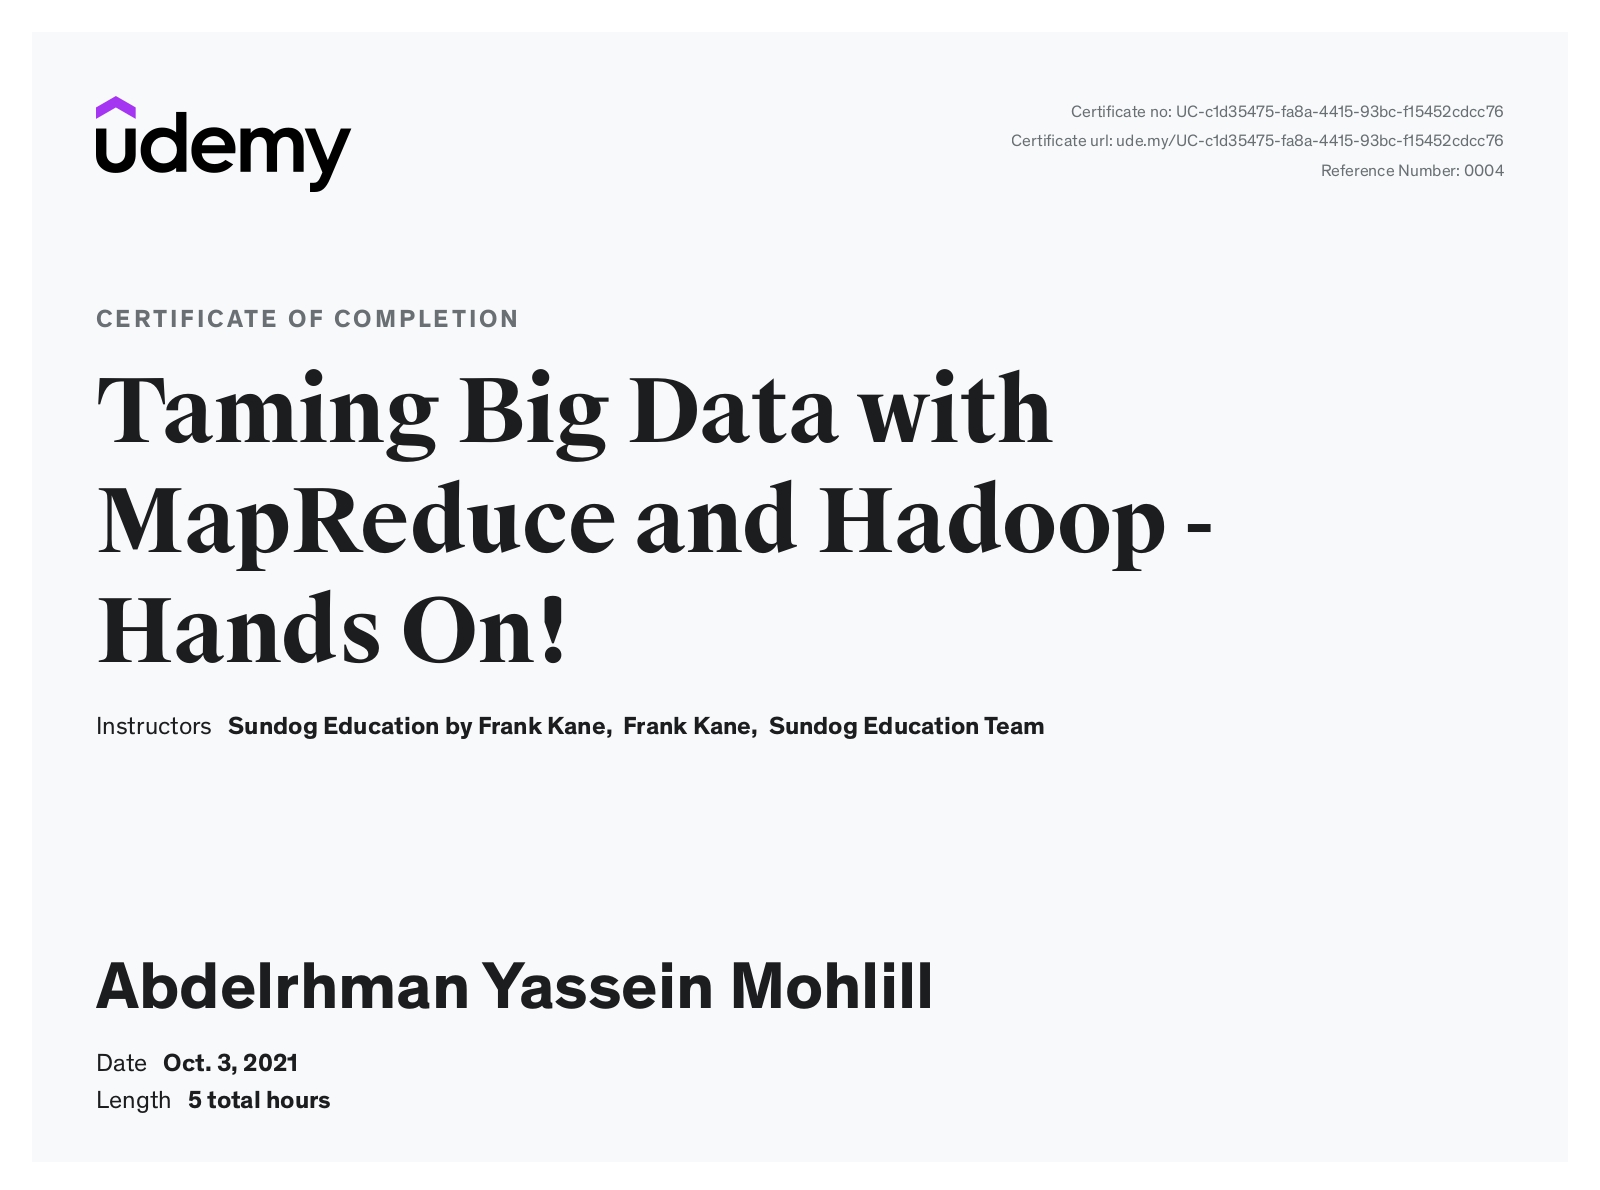 udemy
Certificate no: UC-c1d35475-fa8a-4415-93bc-f15452cdcc76
Certificate url: ude.my/UC-c1d35475-fa8a-4415-93bc-f15452cdcc76
Reference Number: 0004
CERTIFICATE OF COMPLETION
Taming Big Data with
MapReduce and Hadoop -
Hands On!
Instructors Sundog Education by Frank Kane, Frank Kane, Sundog Education Team
Abdelrhman Yassein Mohlill
Date Oct. 3, 2021
Length 5 total hours